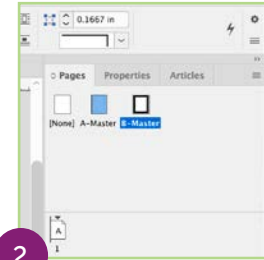 0.1667 in
Pages Properties Articles
[None] A-Master B-Master
A
1
2